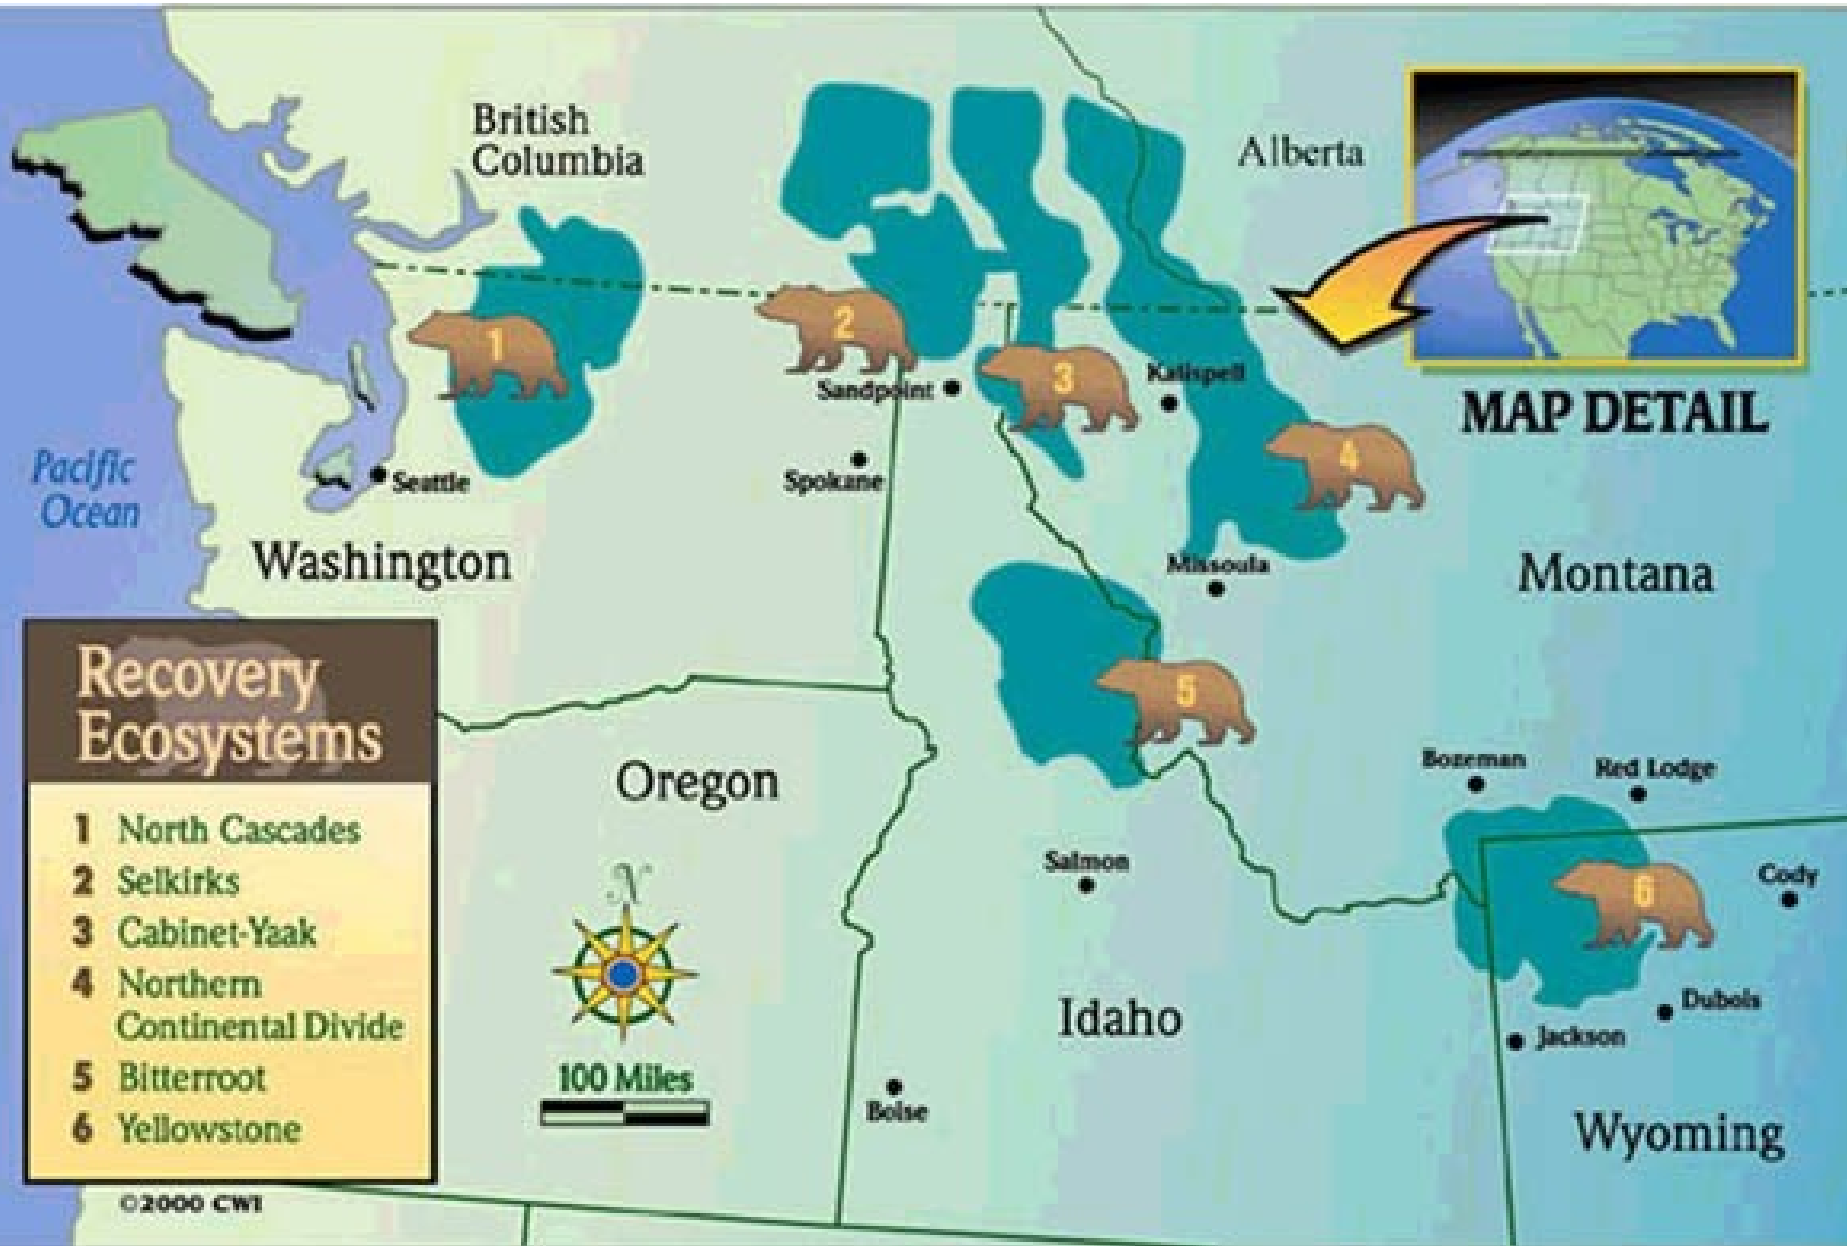 British
Columbia
Alberta
1
2
3
4
5
6
Sandpoint
Kalispell
MAP DETAIL
Pacific
Ocean
Seattle
Spokane
Washington
Missoula
Montana
Recovery
Ecosystems
1 North Cascades
2 Selkirks
3 Cabinet-Yaak
4 Northern
Continental Divide
5 Bitterroot
6 Yellowstone
Oregon
N
100 Miles
Bozeman
Red Lodge
Salmon
Cody
Idaho
Dubois
Jackson
Boise
Wyoming
©2000 CWI